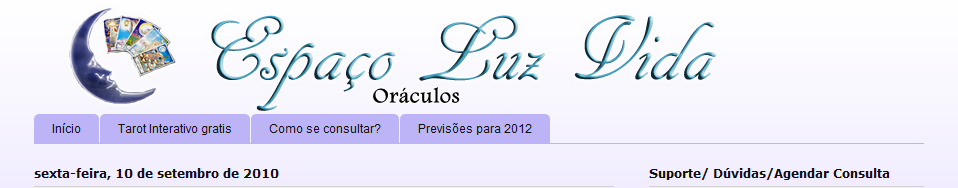 Espaço Luz Vida
Oráculos
Início Tarot Interativo gratis Como se consultar? Previsões para 2012
sexta-feira, 10 de setembro de 2010 Suporte/ Dúvidas/Agendar Consulta